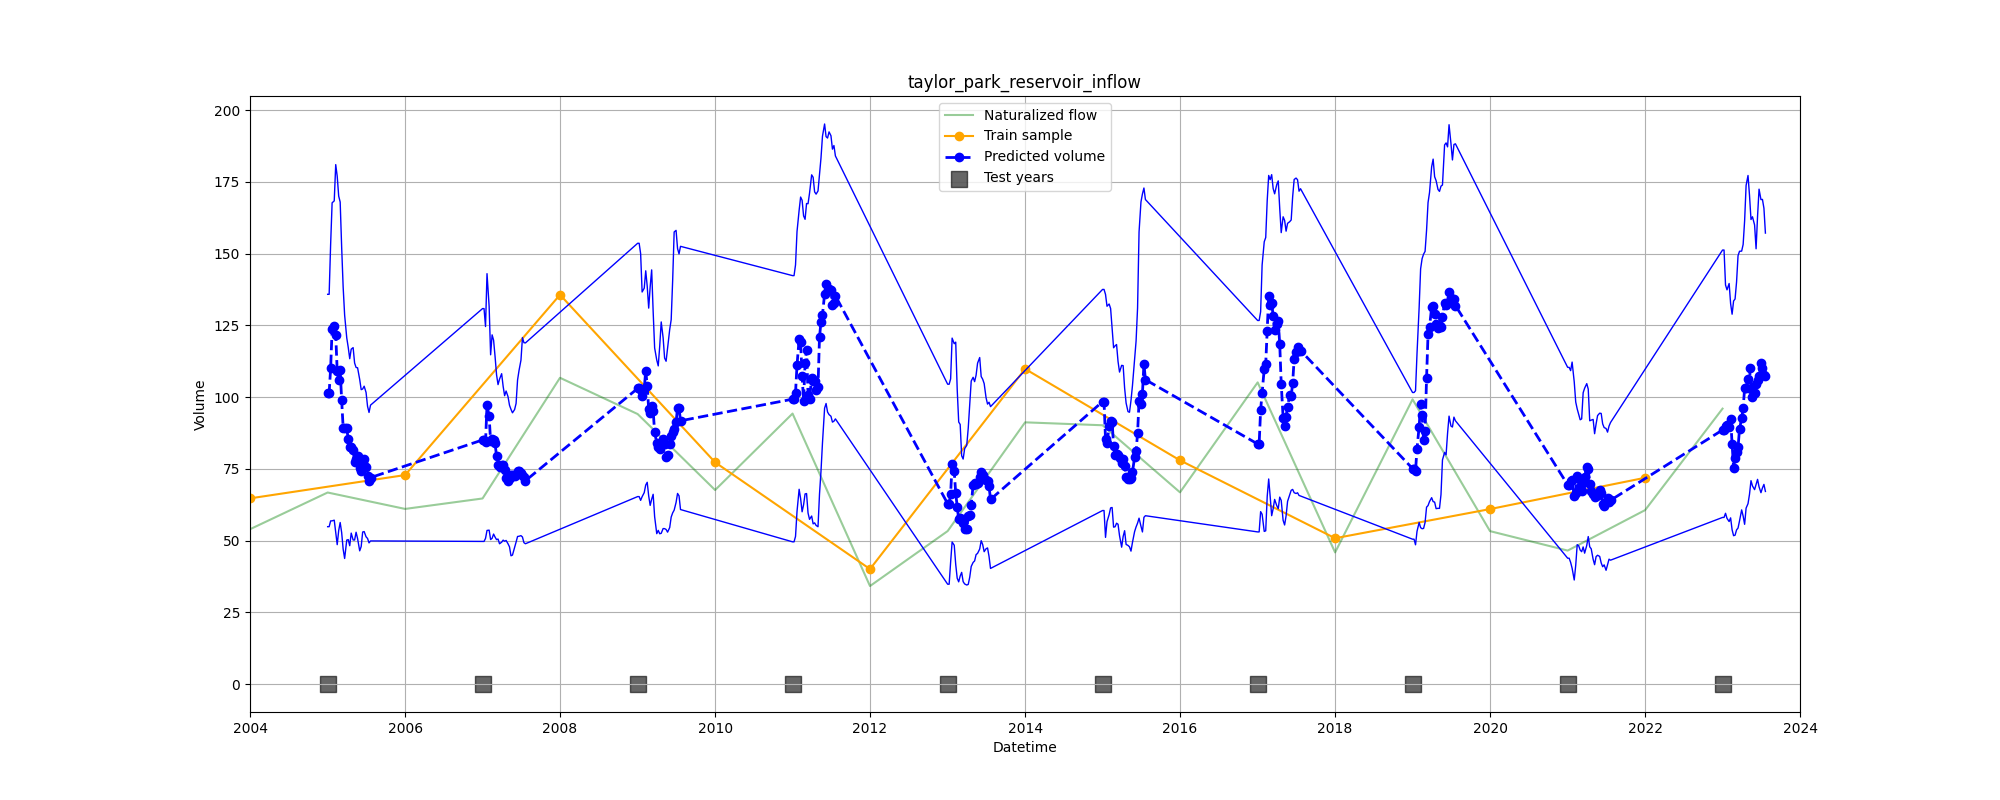 taylor_park_reservoir_inflow
Naturalized flow
Train sample
Predicted volume
Test years
Volume
200
175
150
125
100
75
50
25
0
2004 2006 2008 2010 2012 2014 2016 2018 2020 2022 2024
Datetime